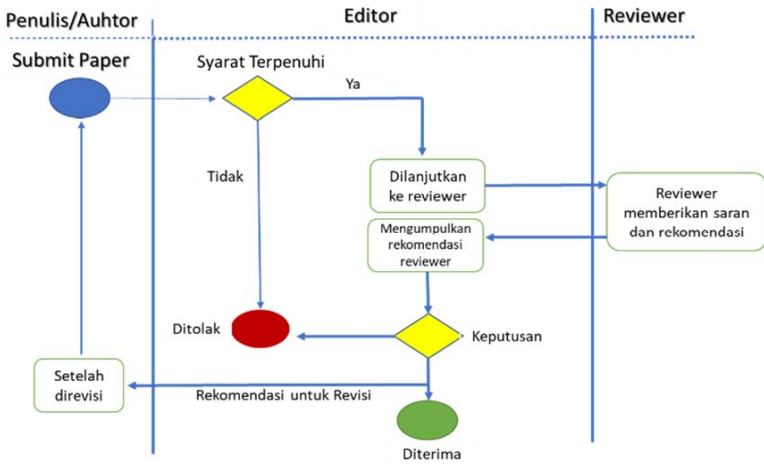 Penulis/Auhtor
Editor
Reviewer
Submit Paper
Syarat Terpenuhi
Ya
Tidak
Dilanjutkan
ke reviewer
Reviewer
memberikan saran
dan rekomendasi
Mengumpulkan
rekomendasi
reviewer
Ditolak
Keputusan
Setelah
direvisi
Rekomendasi untuk Revisi
Diterima